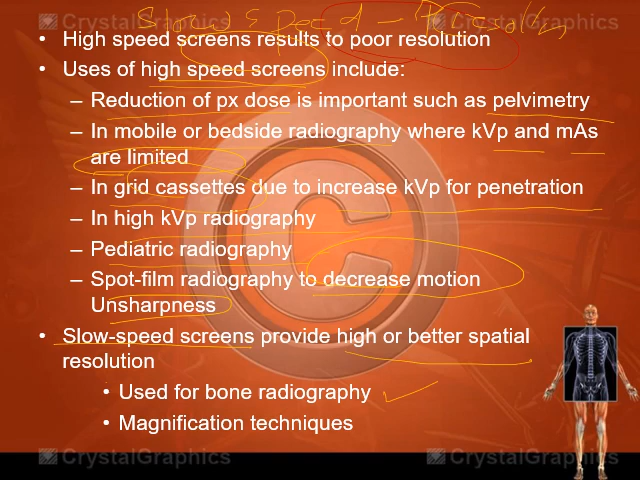 CrystalGraphics CrystalGraphics
Slow speed - 
• High speed screens results to poor resolution
• Uses of high speed screens include:
– Reduction of px dose is important such as pelvimetry
– In mobile or bedside radiography where kVp and mAs
are limited
– In grid cassettes due to increase kVp for penetration
– In high kVp radiography
– Pediatric radiography
– Spot-film radiography to decrease motion
Unsharpness
• Slow-speed screens provide high or better spatial
resolution
• Used for bone radiography
• Magnification techniques
CrystalGraphics CrystalGraphics